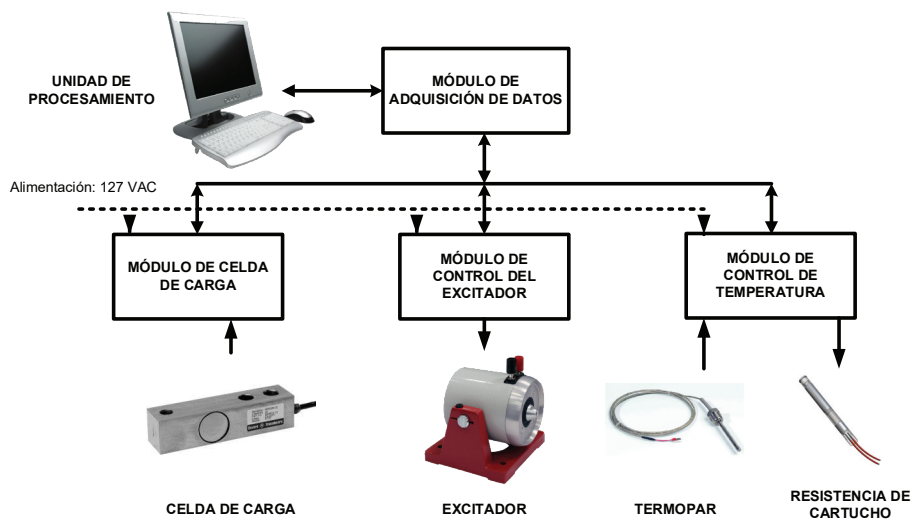 UNIDAD DE
PROCESAMIENTO
MÓDULO DE
ADQUISICIÓN DE DATOS
Alimentación: 127 VAC
MÓDULO DE CELDA
DE CARGA
MÓDULO DE
CONTROL DEL
EXCITADOR
MÓDULO DE
CONTROL DE
TEMPERATURA
CELDA DE CARGA
EXCITADOR
TERMOPAR
RESISTENCIA DE
CARTUCHO